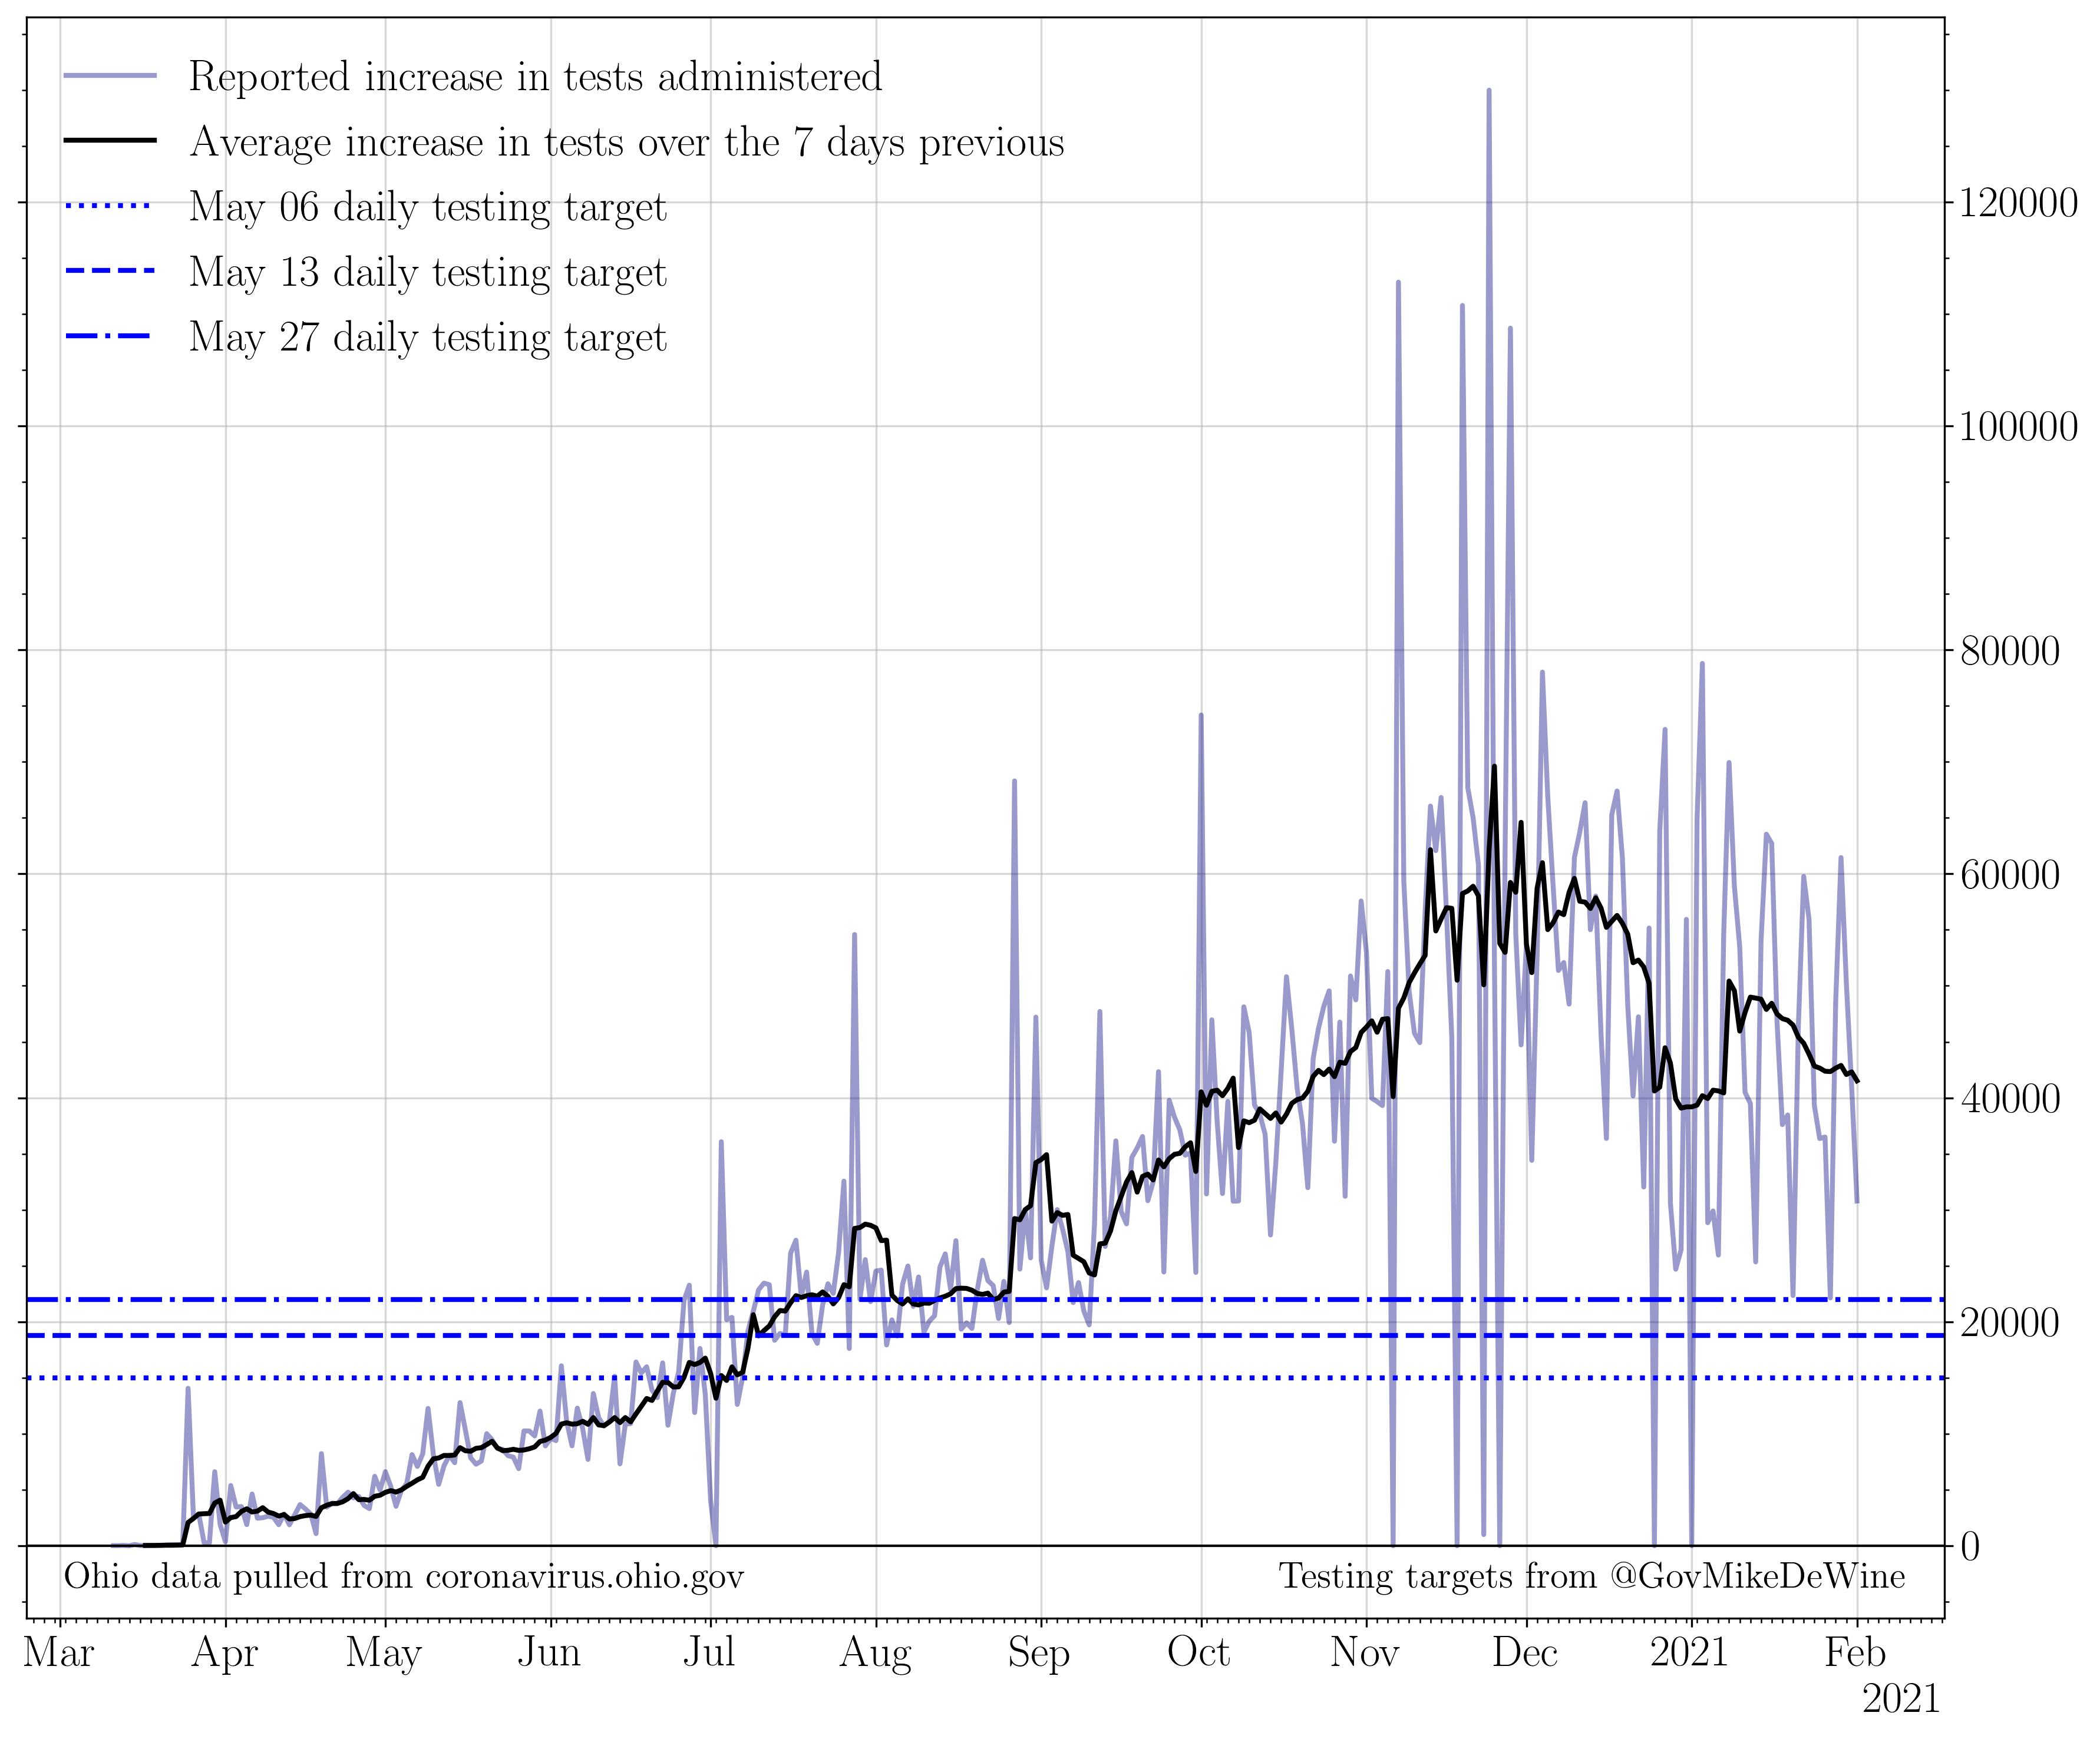 Reported increase in tests administered
Average increase in tests over the 7 days previous
May 06 daily testing target
May 13 daily testing target
May 27 daily testing target
120000
100000
80000
60000
40000
20000
0
Ohio data pulled from coronavirus.ohio.gov
Testing targets from @GovMikeDeWine
Mar Apr May Jun Jul Aug Sep Oct Nov Dec 2021 Feb
2021